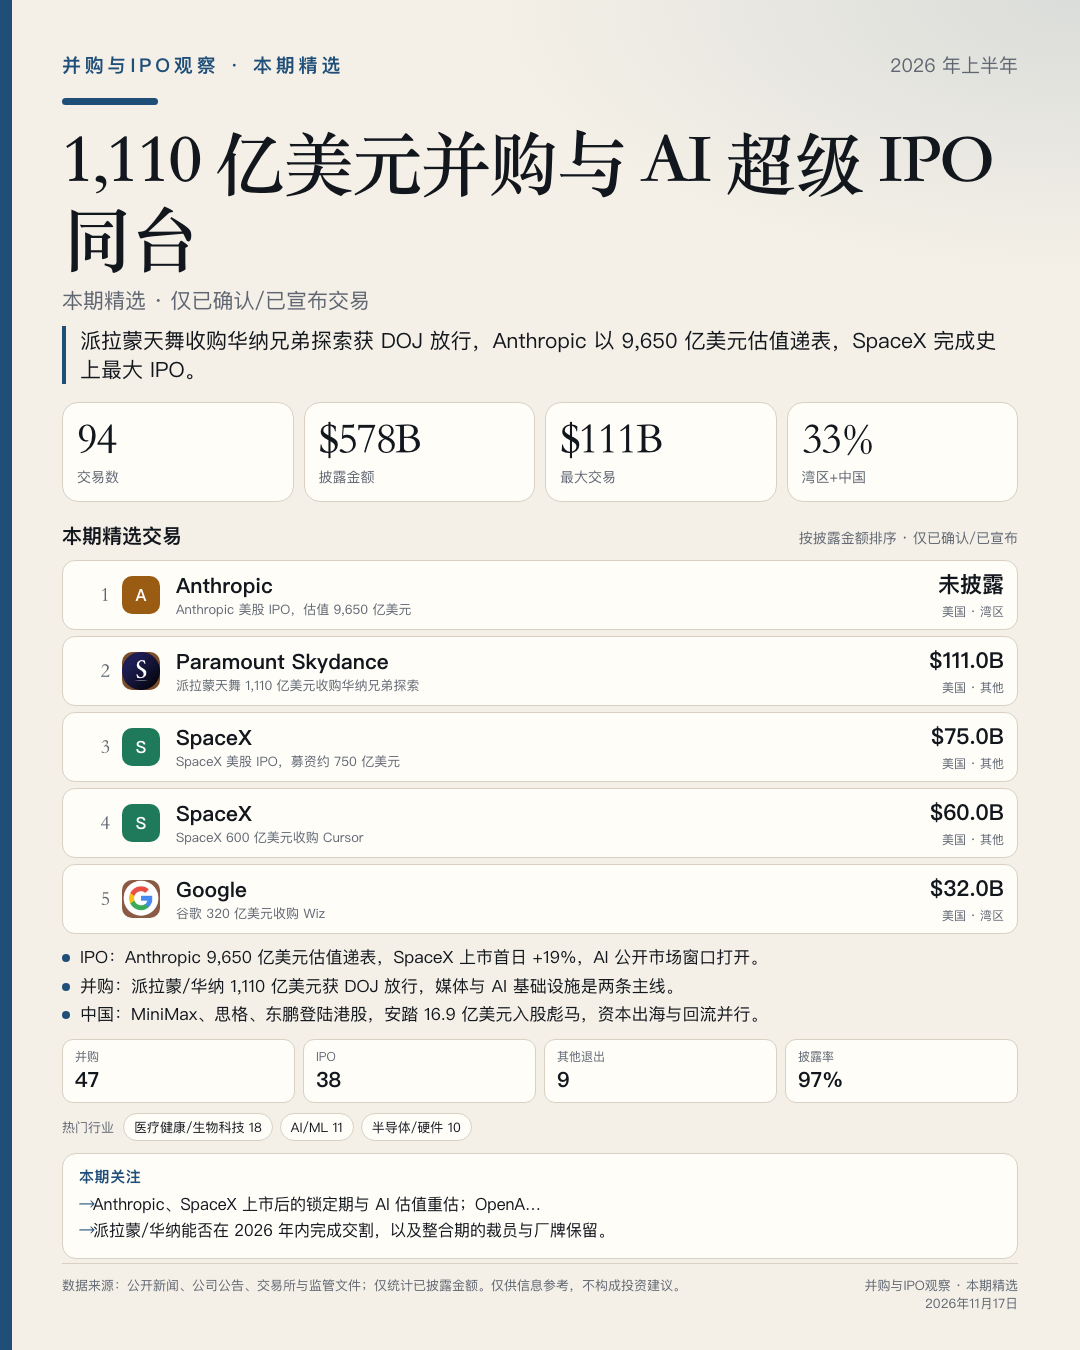 并购与IPO观察 · 本期精选
2026 年上半年
1,110 亿美元并购与 AI 超级 IPO
同台
本期精选 · 仅已确认/已宣布交易
派拉蒙天舞收购华纳兄弟探索获 DOJ 放行，Anthropic 以 9,650 亿美元估值递表，SpaceX 完成史
上最大 IPO。
94
交易数
$578B
披露金额
$111B
最大交易
33%
湾区+中国
本期精选交易
按披露金额排序 · 仅已确认/已宣布
1
A
Anthropic
Anthropic 美股 IPO，估值 9,650 亿美元
未披露
美国 · 湾区
2
S
Paramount Skydance
派拉蒙天舞 1,110 亿美元收购华纳兄弟探索
$111.0B
美国 · 其他
3
S
SpaceX
SpaceX 美股 IPO，募资约 750 亿美元
$75.0B
美国 · 其他
4
S
SpaceX
SpaceX 600 亿美元收购 Cursor
$60.0B
美国 · 其他
5
G
Google
谷歌 320 亿美元收购 Wiz
$32.0B
美国 · 湾区
IPO：Anthropic 9,650 亿美元估值递表，SpaceX 上市首日 +19%，AI 公开市场窗口打开。
并购：派拉蒙/华纳 1,110 亿美元获 DOJ 放行，媒体与 AI 基础设施是两条主线。
中国：MiniMax、思格、东鹏登陆港股，安踏 16.9 亿美元入股彪马，资本出海与回流并行。
并购
47
IPO
38
其他退出
9
披露率
97%
热门行业
医疗健康/生物科技 18
AI/ML 11
半导体/硬件 10
本期关注
→Anthropic、SpaceX 上市后的锁定期与 AI 估值重估；OpenA…
→派拉蒙/华纳能否在 2026 年内完成交割，以及整合期的裁员与厂牌保留。
数据来源：公开新闻、公司公告、交易所与监管文件；仅统计已披露金额。仅供信息参考，不构成投资建议。
并购与IPO观察 · 本期精选
2026年11月17日